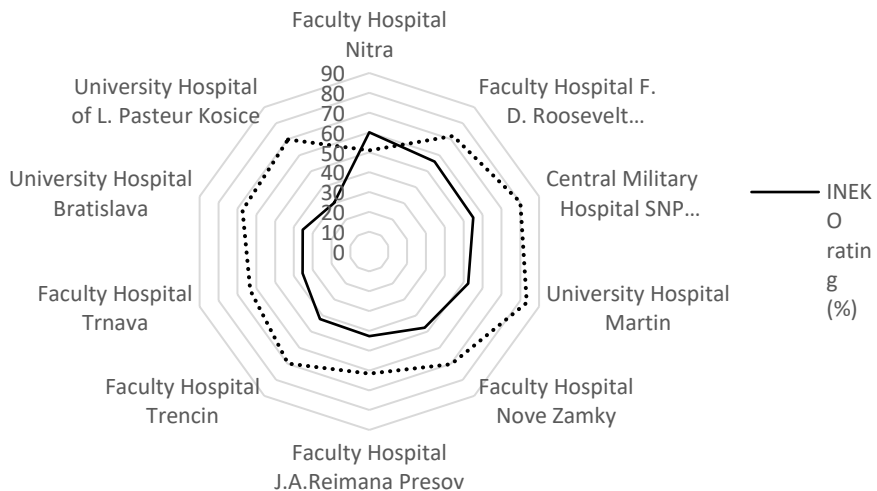 Faculty Hospital
Nitra
University Hospital
of L. Pasteur Kosice
Faculty Hospital F.
D. Roosevelt...
90
80
70
60
50
40
30
20
10
0
University Hospital
Bratislava
Central Military
Hospital SNP...
INEK
O
ratin
g
(%)
Faculty Hospital
Trnava
University Hospital
Martin
Faculty Hospital
Trencin
Faculty Hospital
Nove Zamky
Faculty Hospital
J.A.Reimana Presov